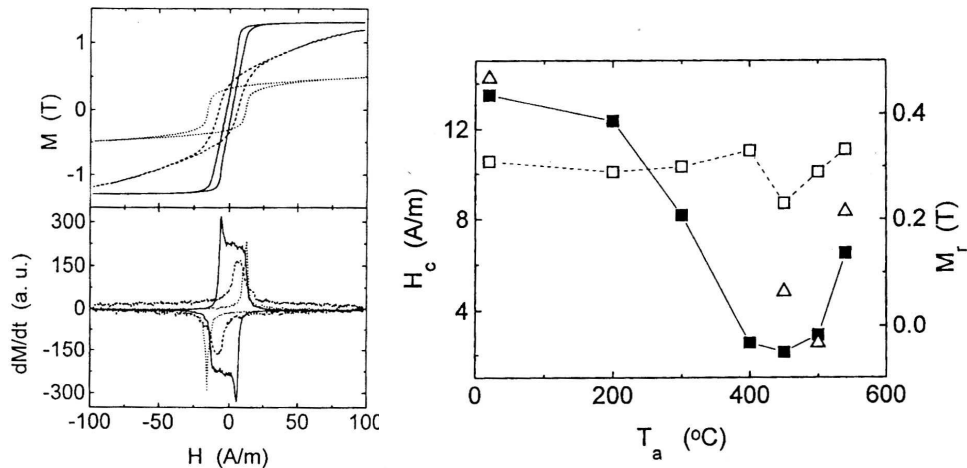 1
0
-1
M (T)
300
150
0
-150
-300
dM/dt (a. u.)
-100 -50 0 50 100
H (A/m)
12
8
4
H_c (A/m)
0.4
0.2
0.0
M_r (T)
0 200 400 600
T_a (°C)